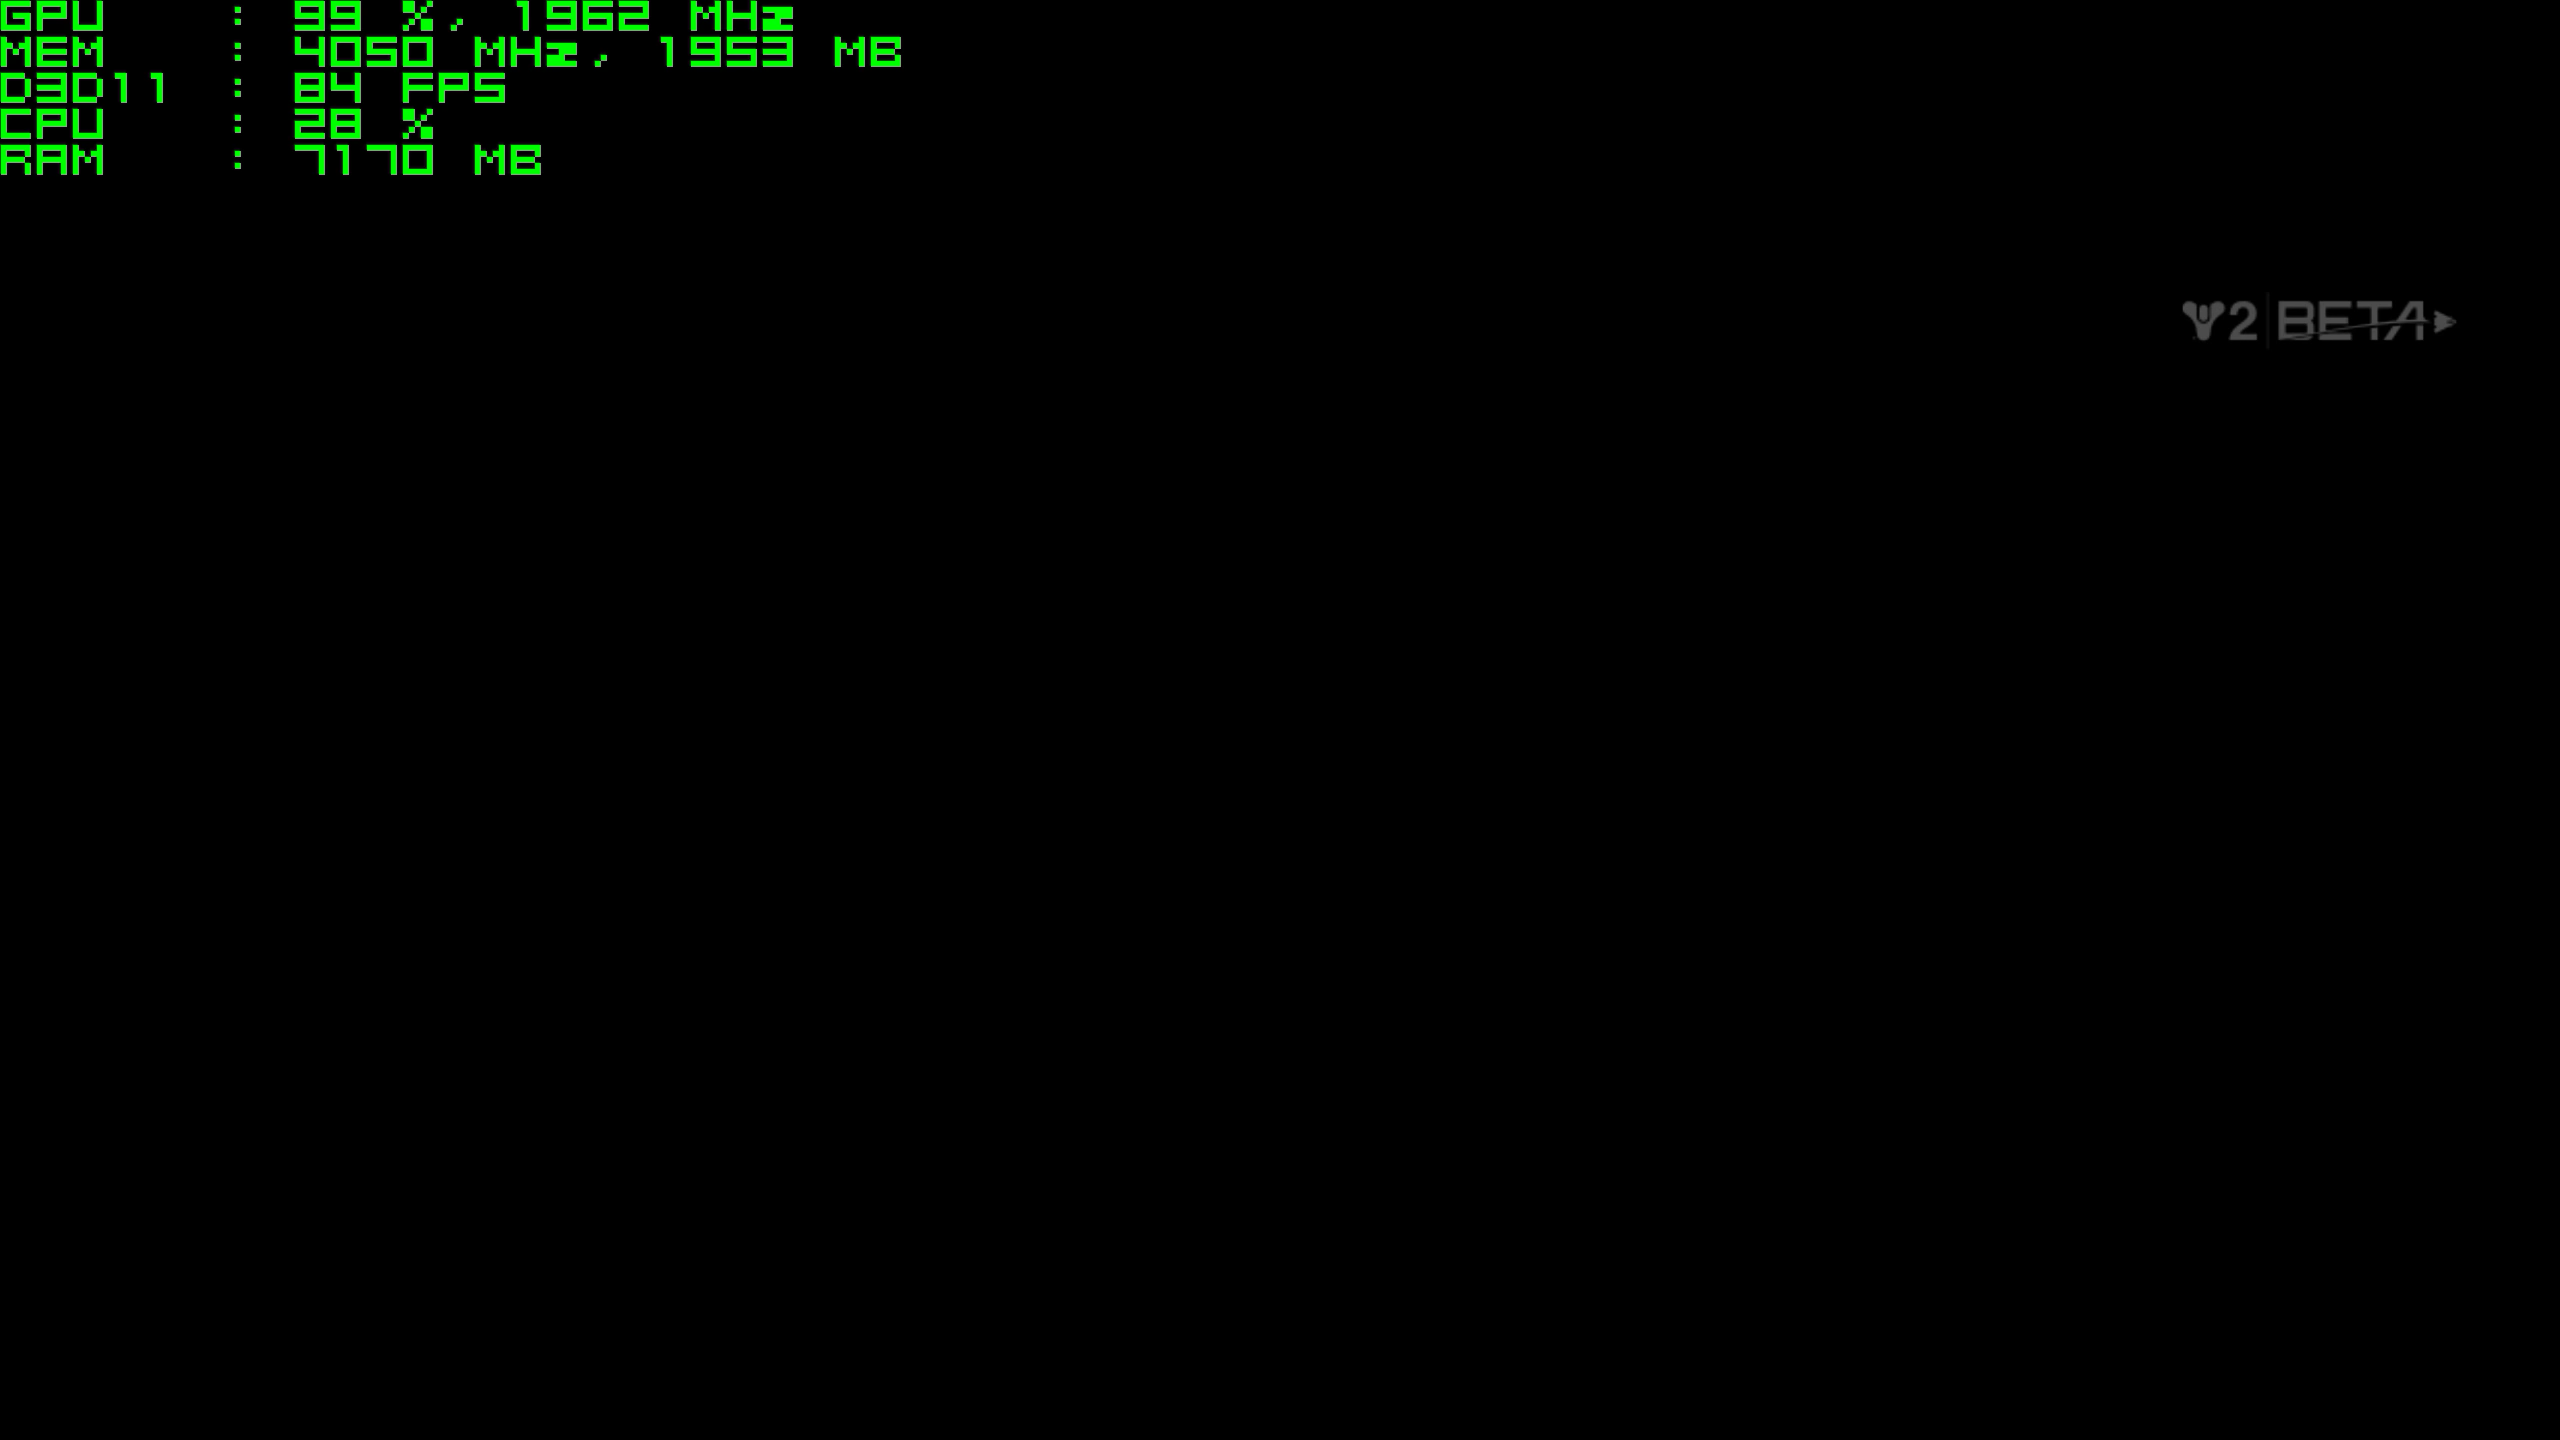 GPU : 99 %, 1962 MHz
MEM : 4050 MHz, 1953 MB
D3D11 : 84 FPS
CPU : 28 %
RAM : 7170 MB
2 BETA